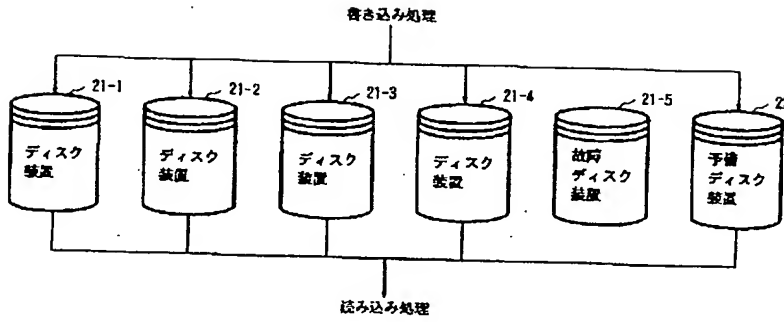 書き込み処理
21-1
21-2
21-3
21-4
21-5
ディスク
装置
ディスク
装置
ディスク
装置
ディスク
装置
故障
ディスク
装置
予備
ディスク
装置
読み込み処理